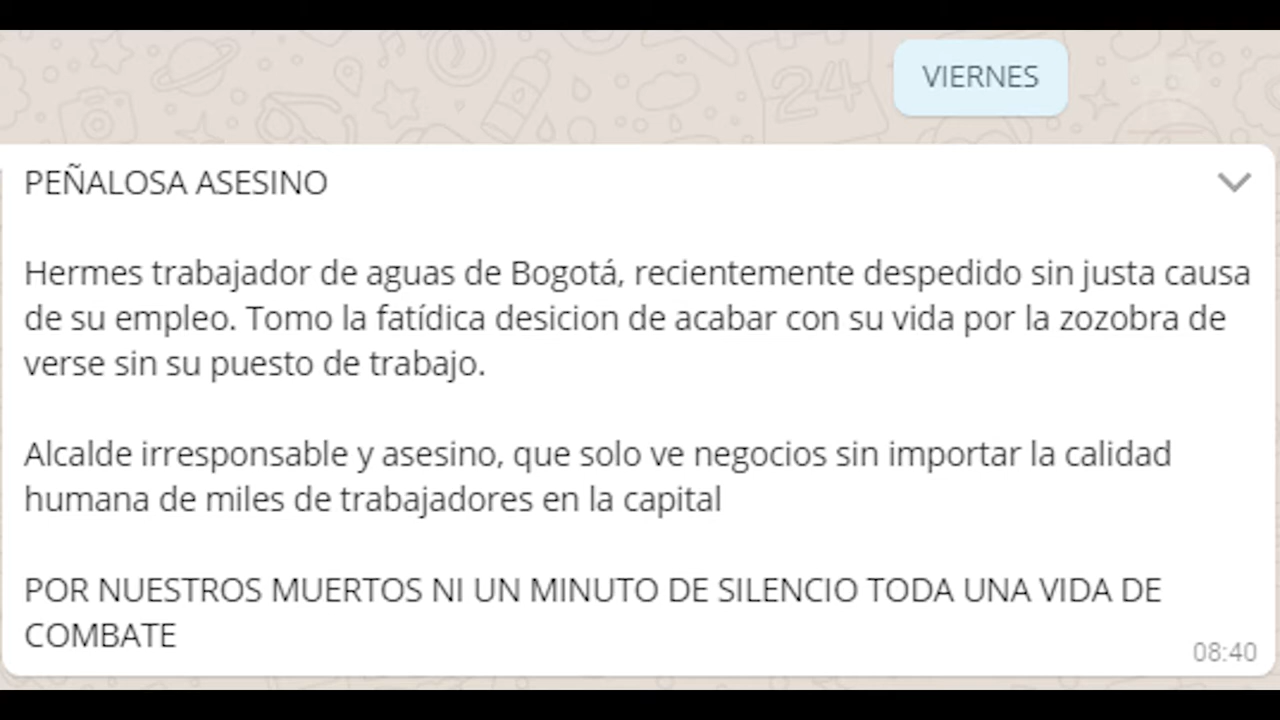 VIERNES
PEÑALOSA ASESINO
Hermes trabajador de aguas de Bogotá, recientemente despedido sin justa causa
de su empleo. Tomo la fatídica desicion de acabar con su vida por la zozobra de
verse sin su puesto de trabajo.
Alcalde irresponsable y asesino, que solo ve negocios sin importar la calidad
humana de miles de trabajadores en la capital
POR NUESTROS MUERTOS NI UN MINUTO DE SILENCIO TODA UNA VIDA DE
COMBATE
08:40